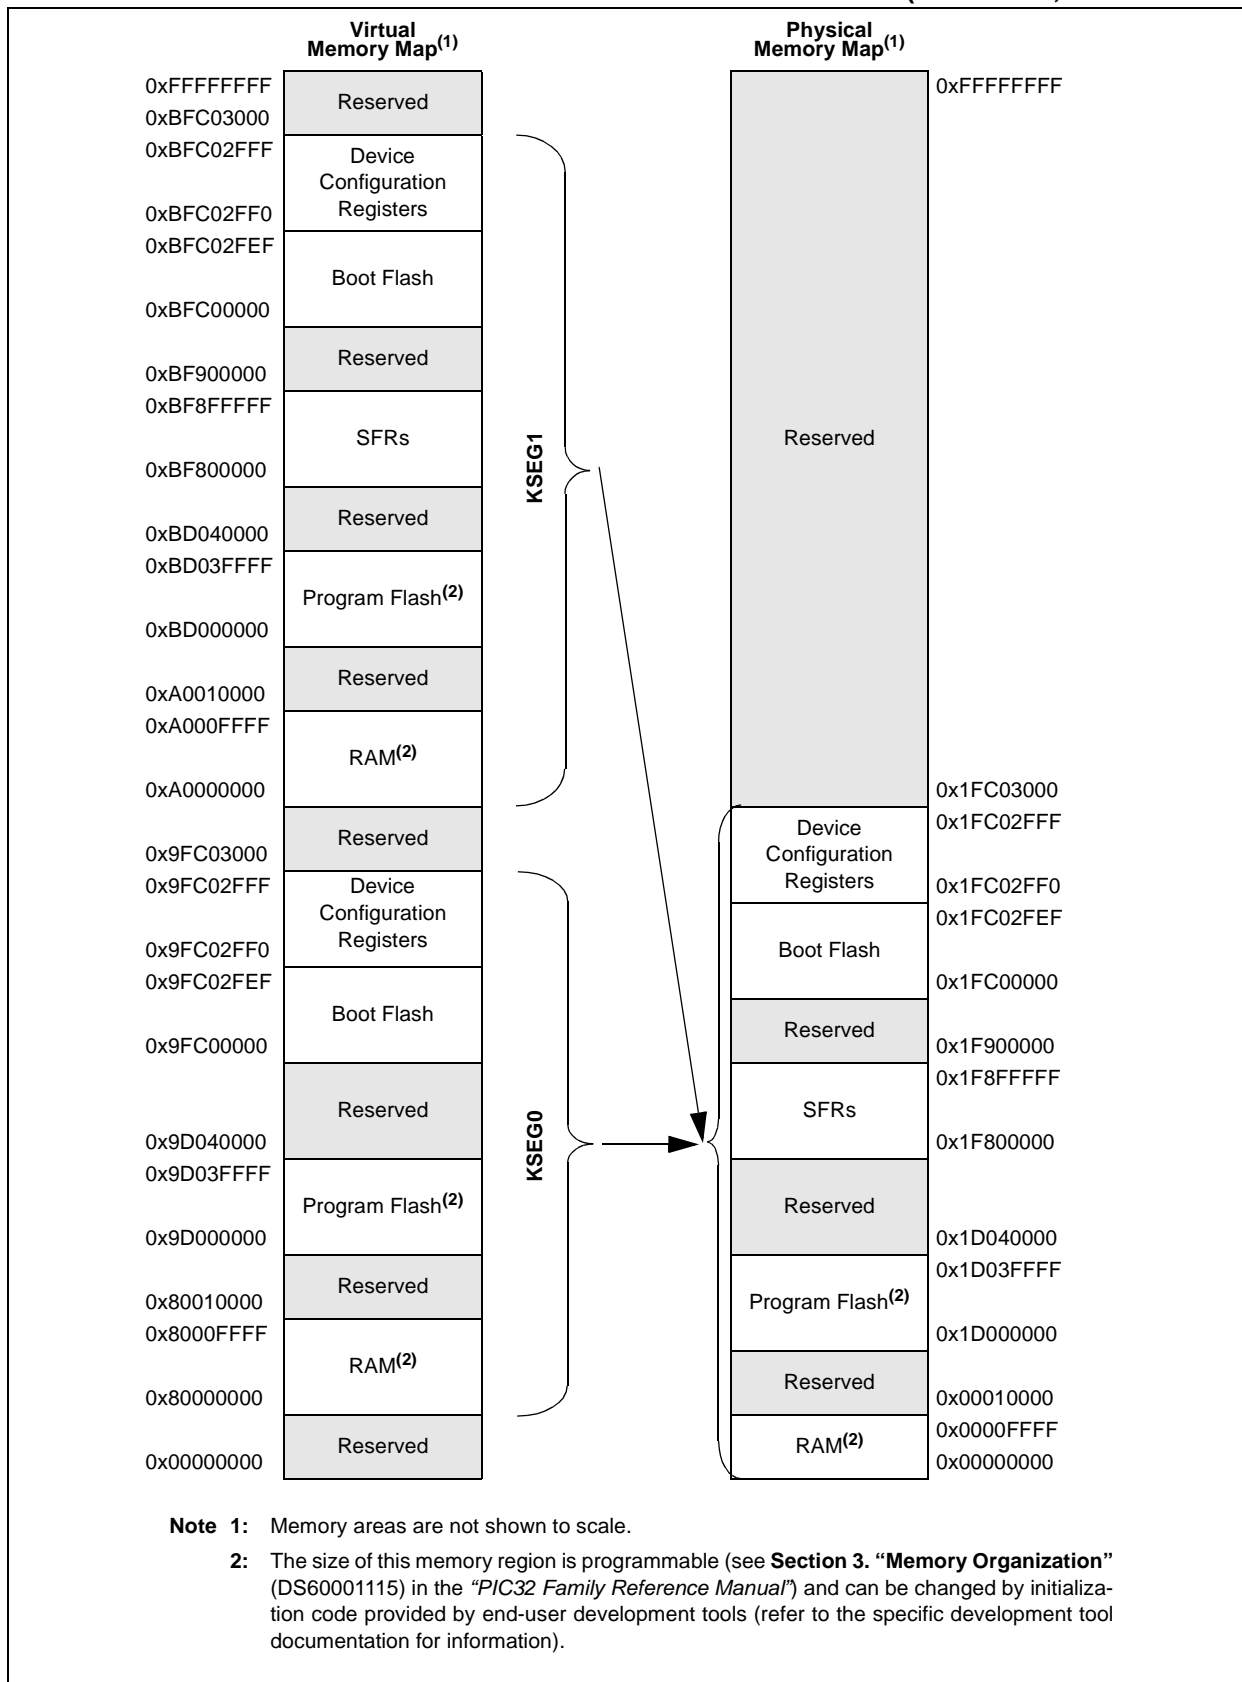 Virtual
Memory Map(1)
Physical
Memory Map(1)
0xFFFFFFFF
Reserved
0xBFC03000
0xBFC02FFF
Device
Configuration
Registers
0xBFC02FF0
0xBFC02FEF
Boot Flash
0xBFC00000
Reserved
0xBF900000
0xBF8FFFFF
SFRs
0xBF800000
Reserved
0xBD040000
0xBD03FFFF
Program Flash(2)
0xBD000000
Reserved
0xA0010000
0xA000FFFF
RAM(2)
0xA0000000
Reserved
0x9FC03000
0x9FC02FFF
Device
Configuration
Registers
0x9FC02FF0
0x9FC02FEF
Boot Flash
0x9FC00000
Reserved
0x9D040000
0x9D03FFFF
Program Flash(2)
0x9D000000
Reserved
0x80010000
0x8000FFFF
RAM(2)
0x80000000
Reserved
0x00000000
KSEG1
KSEG0
0xFFFFFFFF
Reserved
0x1FC03000
0x1FC02FFF
Device
Configuration
Registers
0x1FC02FF0
0x1FC02FEF
Boot Flash
0x1FC00000
Reserved
0x1F900000
0x1F8FFFFF
SFRs
0x1F800000
Reserved
0x1D040000
0x1D03FFFF
Program Flash(2)
0x1D000000
Reserved
0x00010000
0x0000FFFF
RAM(2)
0x00000000
Note 1: Memory areas are not shown to scale.
2: The size of this memory region is programmable (see Section 3. “Memory Organization”
(DS60001115) in the “PIC32 Family Reference Manual”) and can be changed by initializa-
tion code provided by end-user development tools (refer to the specific development tool
documentation for information).